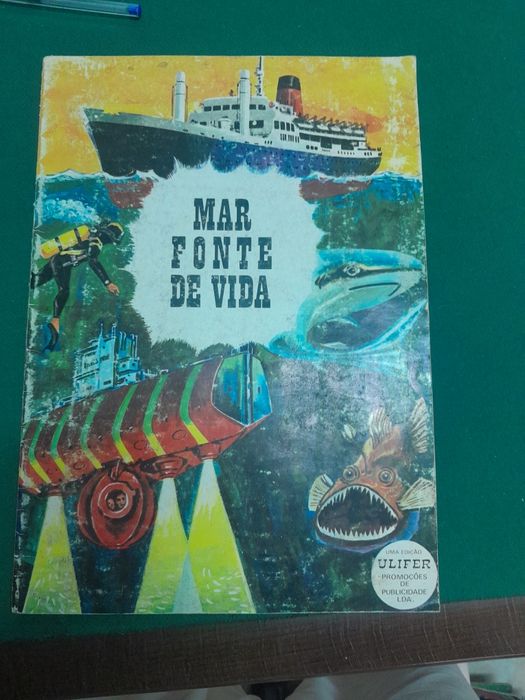 MAR
FONTE
DE VIDA
UMA EDIÇÃO
ULIFER
PROMOÇÕES
DE
PUBLICIDADE
LDA.